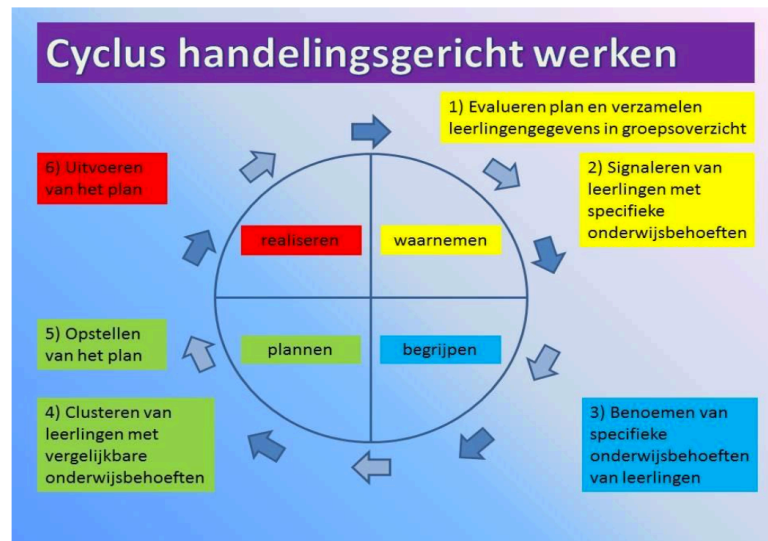 Cyclus handelingsgericht werken
1) Evalueren plan en verzamelen
leerlingengegevens in groepsoverzicht
2) Signaleren van
leerlingen met
specifieke
onderwijsbehoeften
3) Benoemen van
specifieke
onderwijsbehoeften
van leerlingen
4) Clusteren van
leerlingen met
vergelijkbare
onderwijsbehoeften
5) Opstellen
van het plan
6) Uitvoeren
van het plan
realiseren
waarnemen
plannen
begrijpen